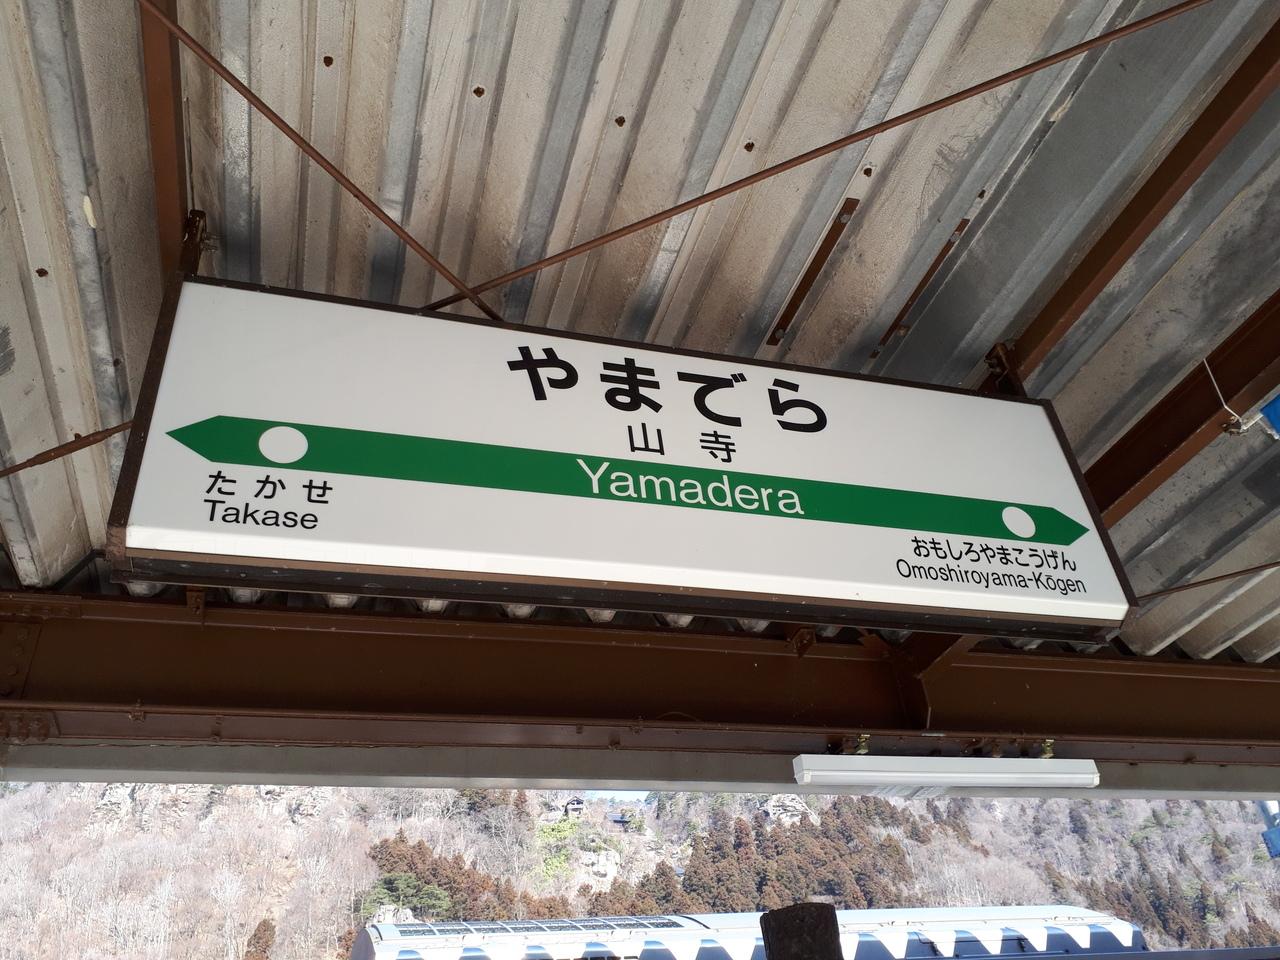 やまでら
山寺
Yamadera
たかせ
Takase
おもしろやまこうげん
Omoshiroyama-Kōgen